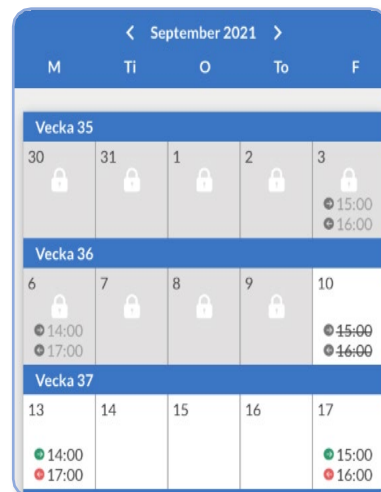 September 2021
M Ti O To F
Vecka 35
30 31 1 2 3
15:00
16:00
Vecka 36
6 7 8 9 10
14:00 15:00
17:00 16:00
Vecka 37
13 14 15 16 17
14:00 15:00
17:00 16:00